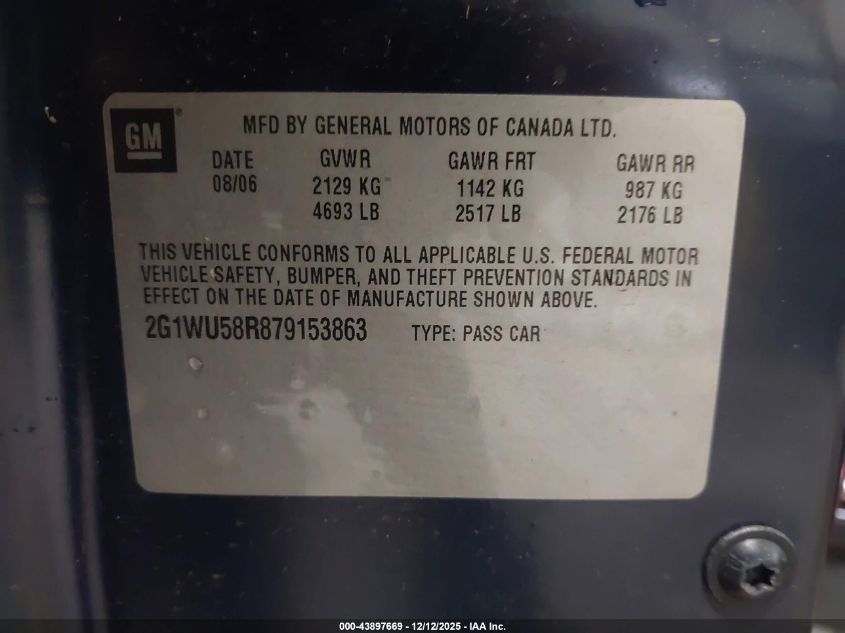 GM®
MFD BY GENERAL MOTORS OF CANADA LTD.
DATE GVWR GAWR FRT GAWR RR
08/06 2129 KG 1142 KG 987 KG
4693 LB 2517 LB 2176 LB
THIS VEHICLE CONFORMS TO ALL APPLICABLE U.S. FEDERAL MOTOR
VEHICLE SAFETY, BUMPER, AND THEFT PREVENTION STANDARDS IN
EFFECT ON THE DATE OF MANUFACTURE SHOWN ABOVE.
2G1WU58R879153863 TYPE: PASS CAR
000-43897669 - 12/12/2025 - IAA Inc.